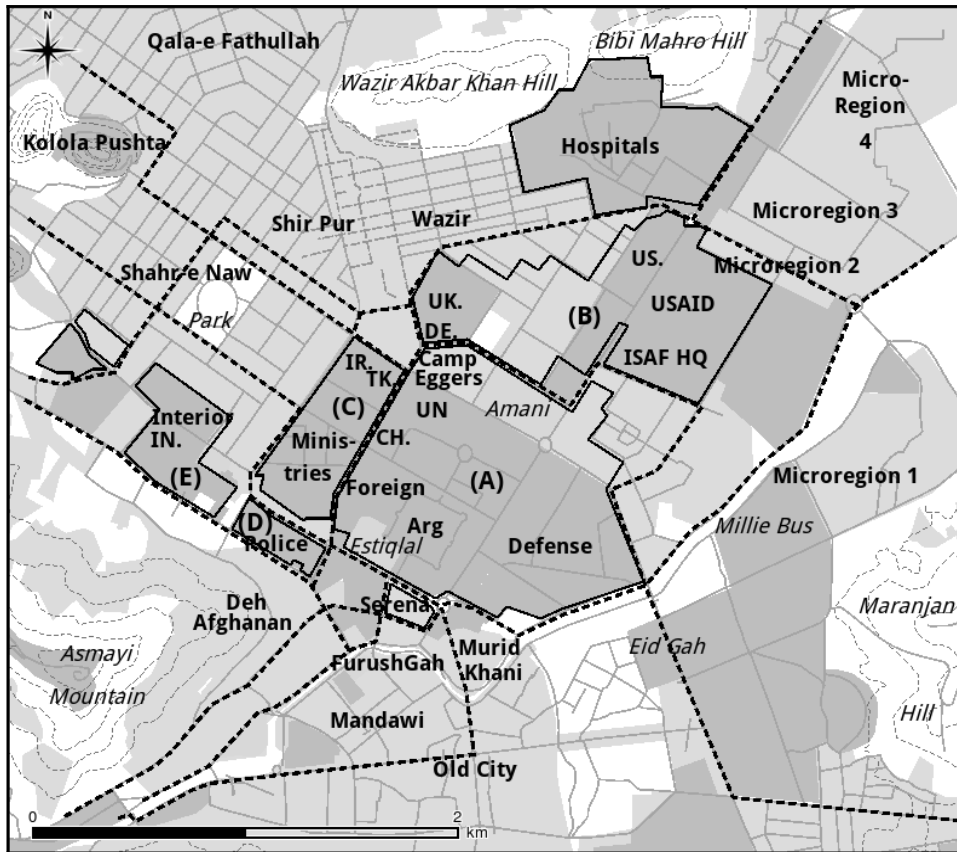 N
Qala-e Fathullah
Bibi Mahro Hill
Wazir Akbar Khan Hill
Micro-
Region
4
Kolola Pushta
Hospitals
Shir Pur
Wazir
Microregion 3
US.
Microregion 2
Shahr-e Naw
UK.
USAID
Park
DE.
(B)
IR.
Camp
Eggers
ISAF HQ
TK.
(C)
UN
Amani
Interior
IN.
CH.
Minis-
tries
(E)
Foreign
(A)
Microregion 1
(D)
Police
Arg
Estiqlal
Defense
Millie Bus
Deh
Afghanan
Serena
Maranjan
Hill
Asmayi
Mountain
FurushGah
Murid
Khani
Eid Gah
Mandawi
Old City
0
2
km